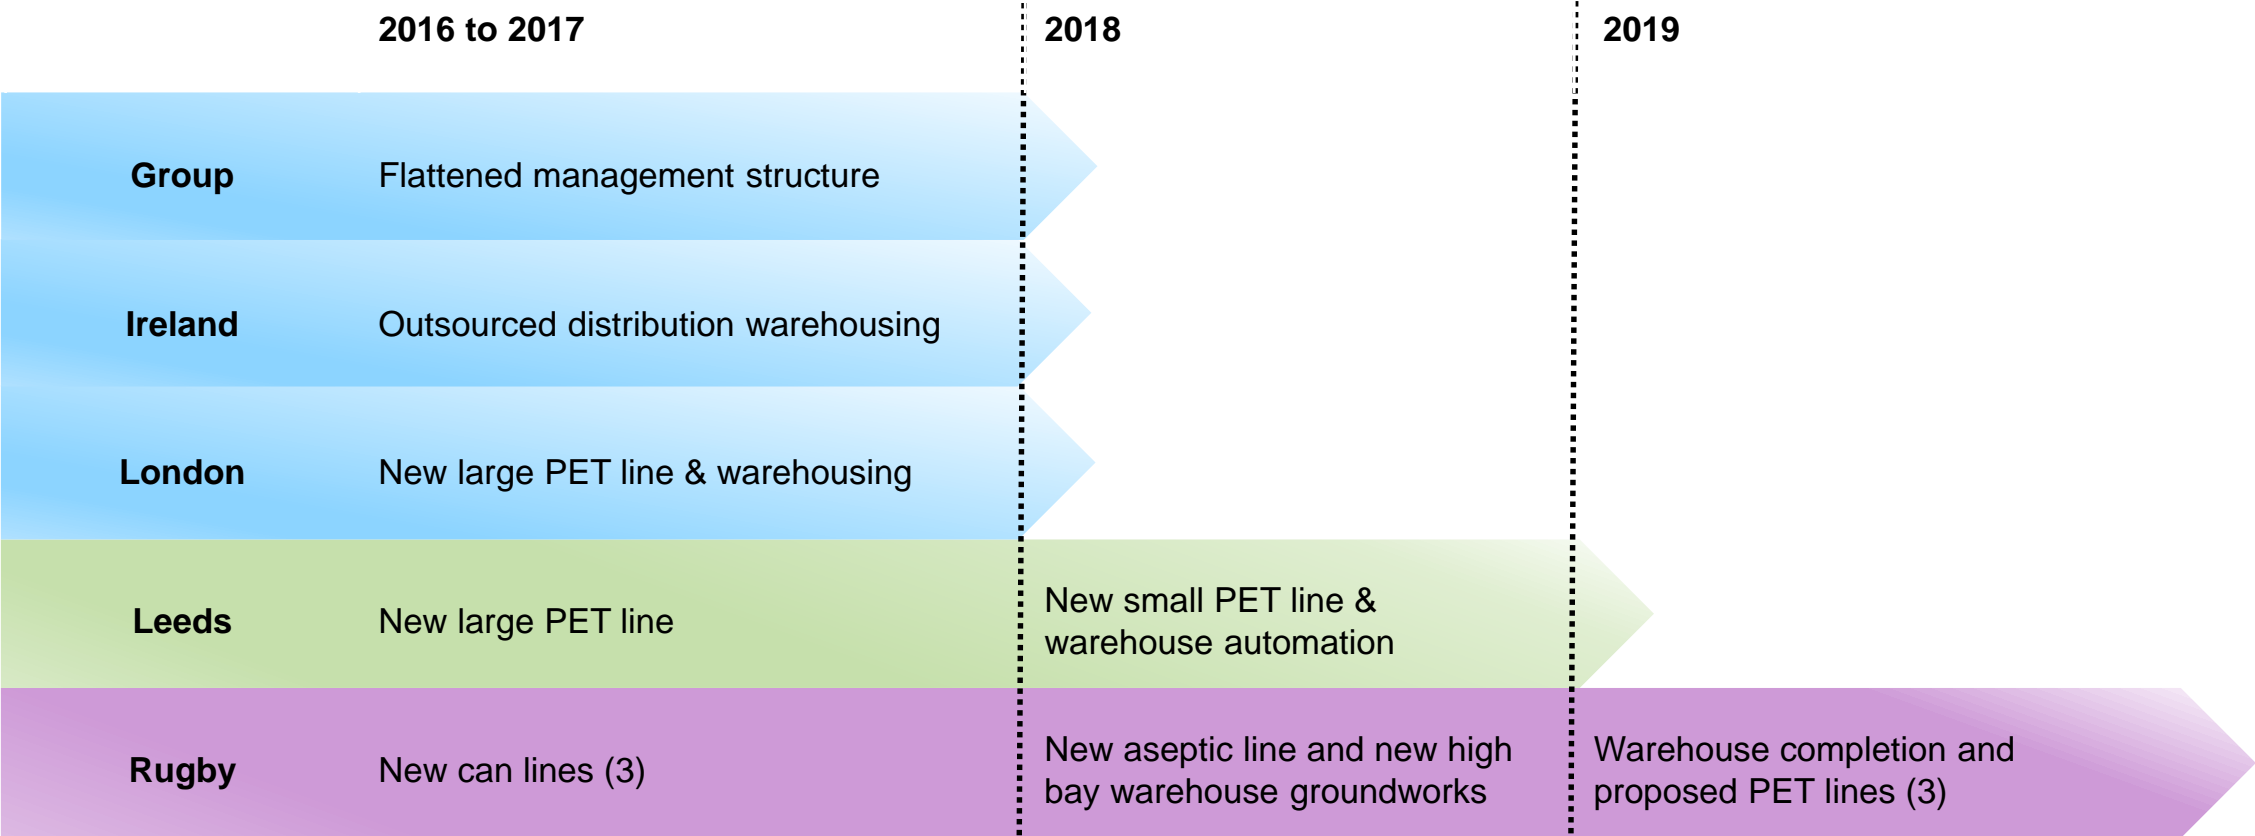 2016 to 2017
2018
2019
Group
Flattened management structure
Ireland
Outsourced distribution warehousing
London
New large PET line & warehousing
Leeds
New large PET line
New small PET line &
warehouse automation
Rugby
New can lines (3)
New aseptic line and new high
bay warehouse groundworks
Warehouse completion and
proposed PET lines (3)